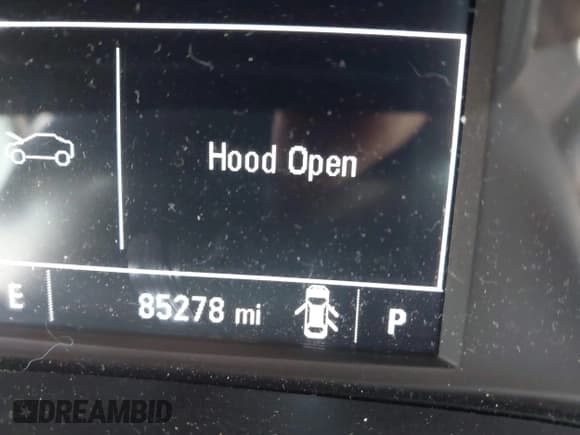 Hood Open
E
85278 mi
P
DREAMBID